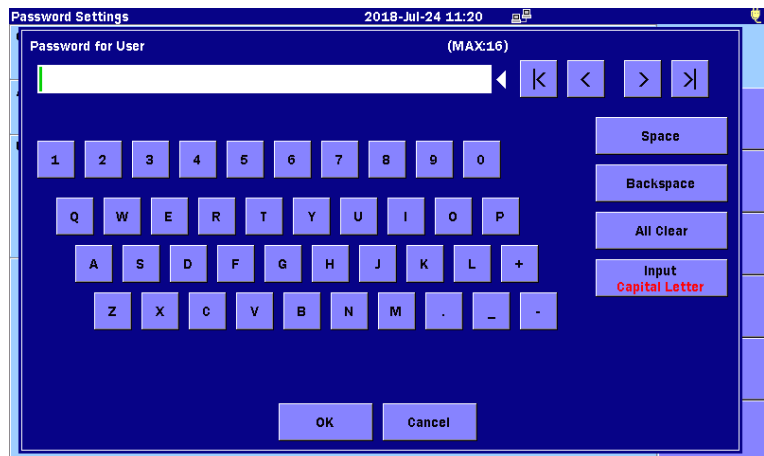 Password Settings 2018-Jul-24 11:20
Password for User (MAX:16)
|< < > >|
Space
1 2 3 4 5 6 7 8 9 0
Backspace
Q W E R T Y U I O P
All Clear
A S D F G H J K L +
Input
Capital Letter
Z X C V B N M . _ -
OK Cancel